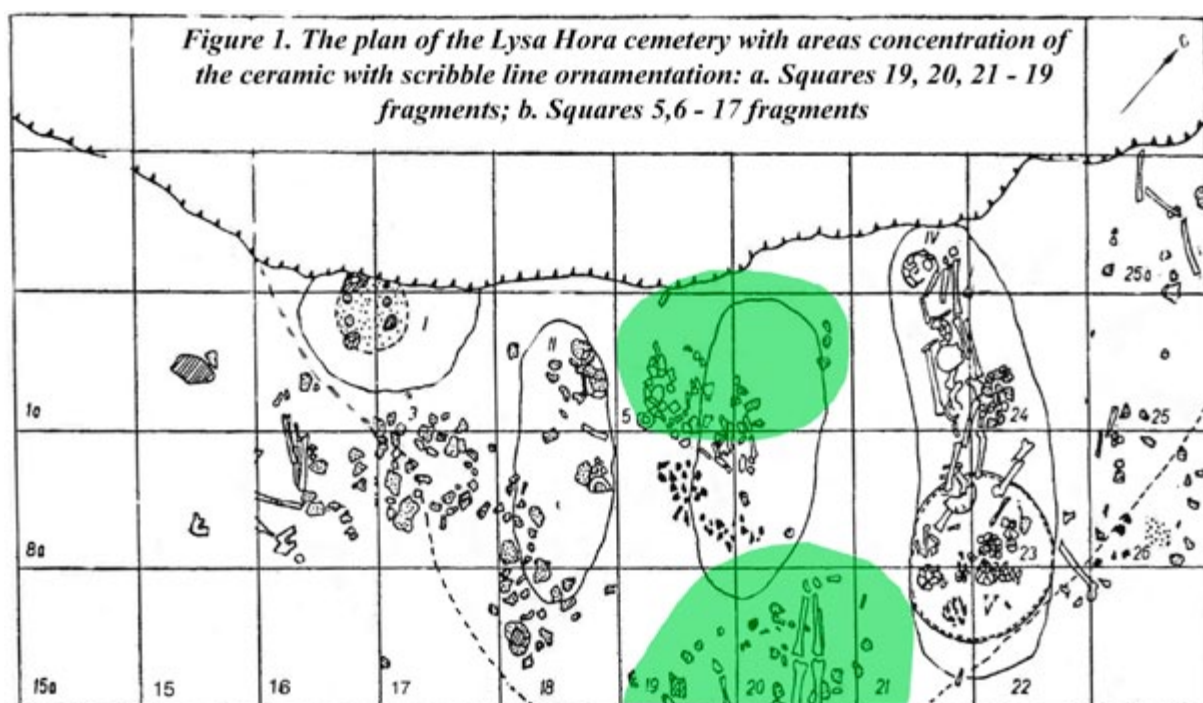 Figure 1. The plan of the Lysa Hora cemetery with areas concentration of
the ceramic with scribble line ornamentation: a. Squares 19, 20, 21 - 19
fragments; b. Squares 5,6 - 17 fragments
C
IV
25a
I
II
1a
3
5
24
25
8a
23
26
V
15a
15
16
17
18
19
20
21
22